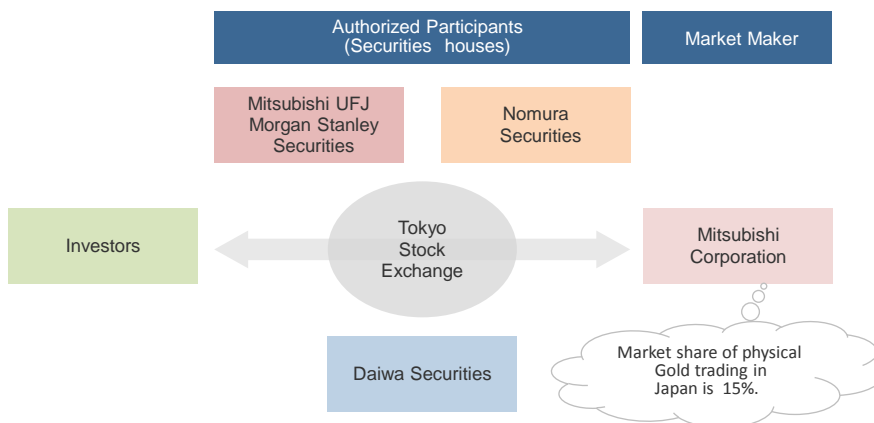 Authorized Participants
(Securities houses)
Market Maker
Mitsubishi UFJ
Morgan Stanley
Securities
Nomura
Securities
Investors
Tokyo
Stock
Exchange
Mitsubishi
Corporation
Daiwa Securities
Market share of physical
Gold trading in
Japan is 15%.